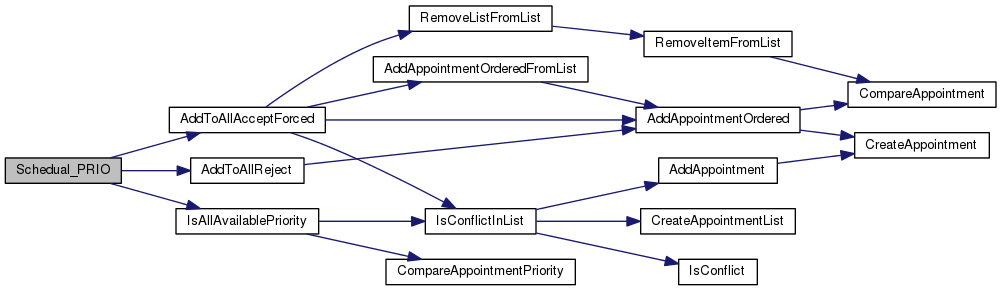 RemoveListFromList
RemoveItemFromList
AddAppointmentOrderedFromList
CompareAppointment
AddToAllAcceptForced
AddAppointmentOrdered
CreateAppointment
Schedual_PRIO
AddToAllReject
AddAppointment
IsAllAvailablePriority
IsConflictInList
CreateAppointmentList
CompareAppointmentPriority
IsConflict